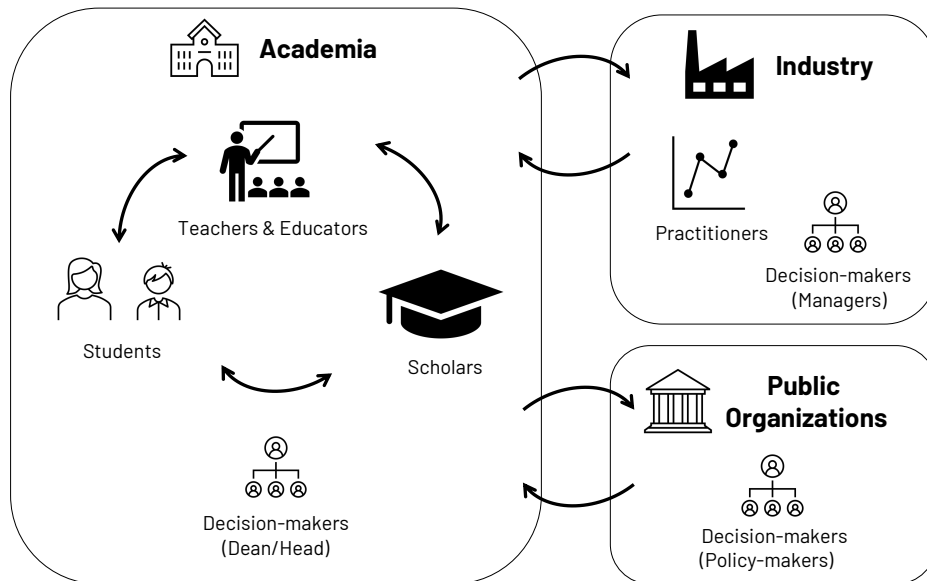 Academia
Teachers & Educators
Students
Scholars
Decision-makers
(Dean/Head)
Industry
Practitioners
Decision-makers
(Managers)
Public
Organizations
Decision-makers
(Policy-makers)